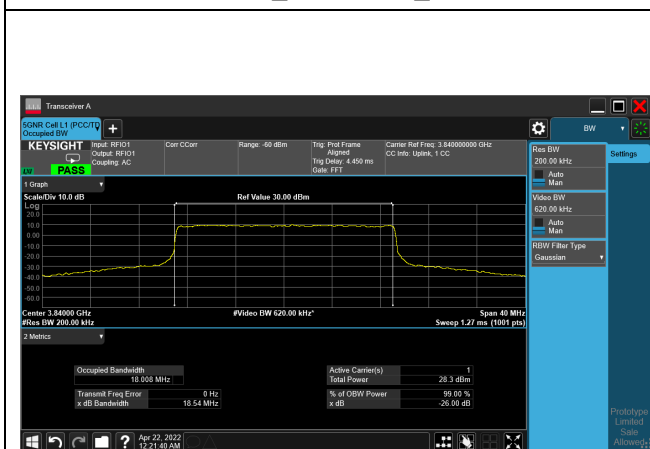 Transceiver A
5GNR Cell L1 (PCC/TD
Occupied BW
BW
KEYSIGHT
Input: RFIO1
Output: RFIO1
Coupling: AC
Corr CCorr
Range: -60 dBm
Trig: Prot Frame
Aligned
Trig Delay: 4.450 ms
Gate: FFT
Carrier Ref Freq: 3.840000000 GHz
CC Info: Uplink, 1 CC
PASS
1 Graph
Scale/Div 10.0 dB
Ref Value 30.00 dBm
Log
20.0
10.0
0.00
-10.0
-20.0
-30.0
-40.0
-50.0
-60.0
Center 3.84000 GHz
#Video BW 620.00 kHz*
Span 40 MHz
#Res BW 200.00 kHz
Sweep 1.27 ms (1001 pts)
2 Metrics
Occupied Bandwidth
18.008 MHz
Transmit Freq Error
0 Hz
x dB Bandwidth
18.54 MHz
Active Carrier(s)
1
Total Power
28.3 dBm
% of OBW Power
99.00 %
x dB
-26.00 dB
Res BW
200.00 kHz
Auto
Man
Video BW
620.00 kHz
Auto
Man
RBW Filter Type
Gaussian
Settings
Prototype
Limited
Sale
Allowed
?
Apr 22, 2022
12:21:40 AM